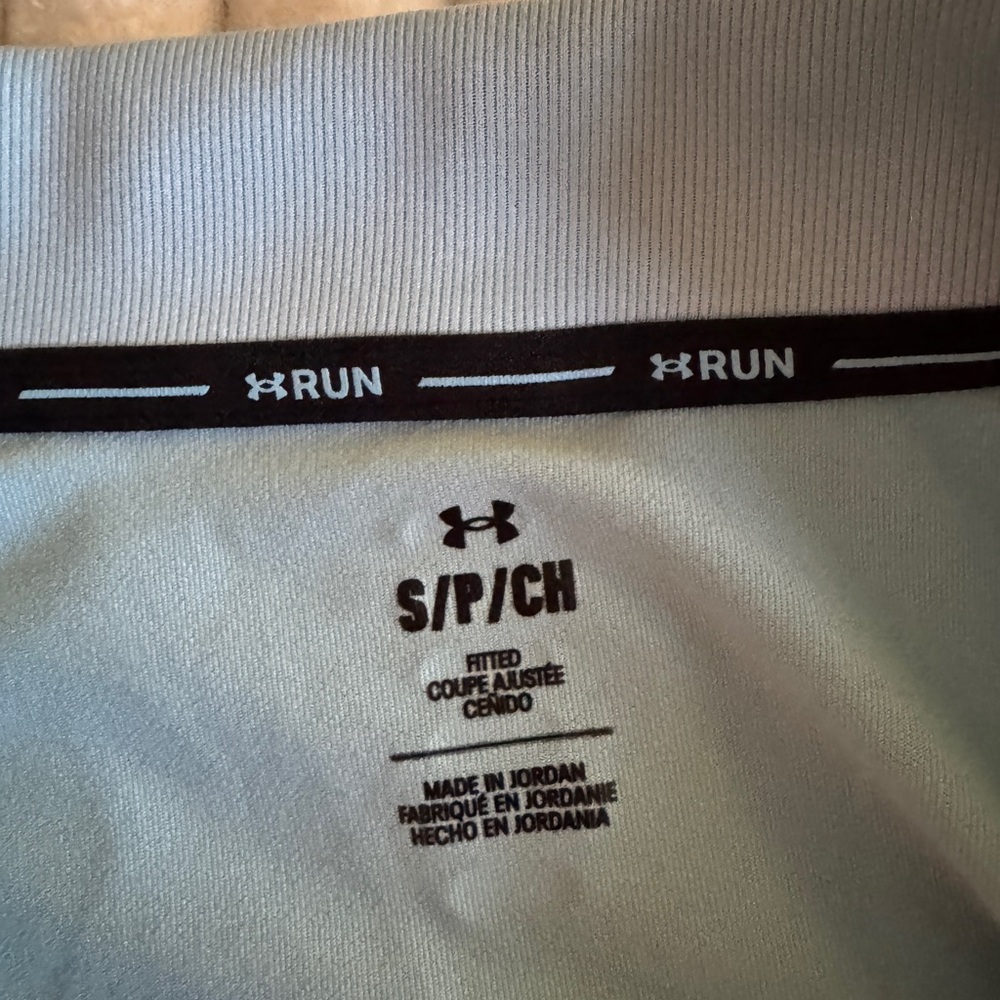 RUN RUN
S/P/CH
FITTED
COUPE AJUSTÉE
CEÑIDO
MADE IN JORDAN
FABRIQUÉ EN JORDANIE
HECHO EN JORDANIA